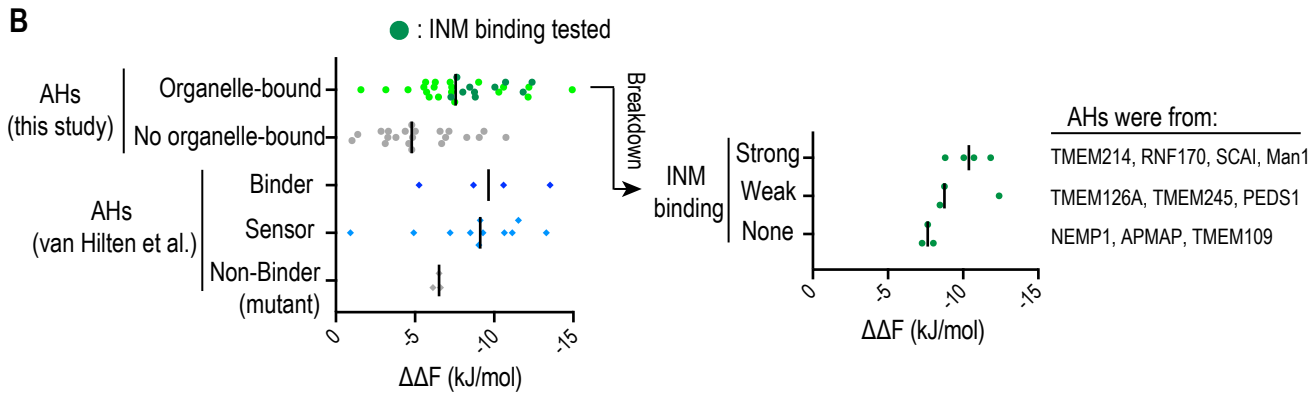 B
: INM binding tested
AHs
(this study)
Organelle-bound
No organelle-bound
AHs
(van Hilten et al.)
Binder
Sensor
Non-Binder
(mutant)
0
-5
-10
-15
ΔΔF (kJ/mol)
Breakdown
INM
binding
Strong
Weak
None
0
-5
-10
-15
ΔΔF (kJ/mol)
AHs were from:
TMEM214, RNF170, SCAI, Man1
TMEM126A, TMEM245, PEDS1
NEMP1, APMAP, TMEM109